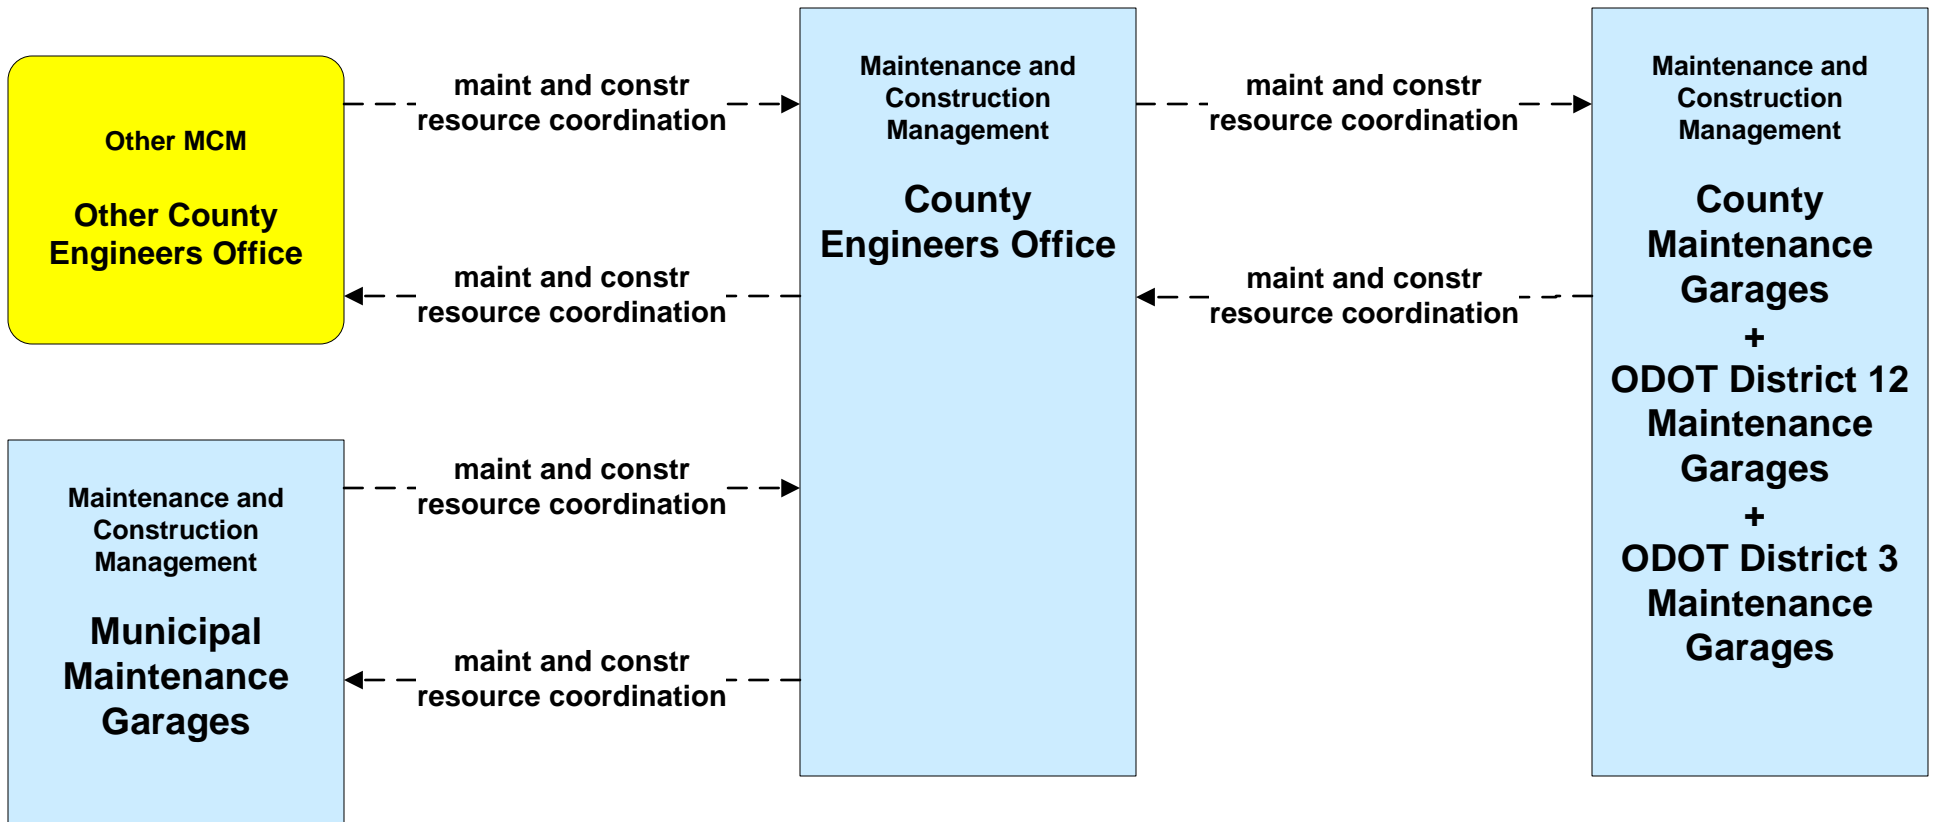 Other MCM
Other County
Engineers Office
maint and constr
resource coordination
maint and constr
resource coordination
Maintenance and
Construction
Management
Municipal
Maintenance
Garages
maint and constr
resource coordination
maint and constr
resource coordination
Maintenance and
Construction
Management
County
Engineers Office
maint and constr
resource coordination
maint and constr
resource coordination
Maintenance and
Construction
Management
County
Maintenance
Garages
+
ODOT District 12
Maintenance
Garages
+
ODOT District 3
Maintenance
Garages